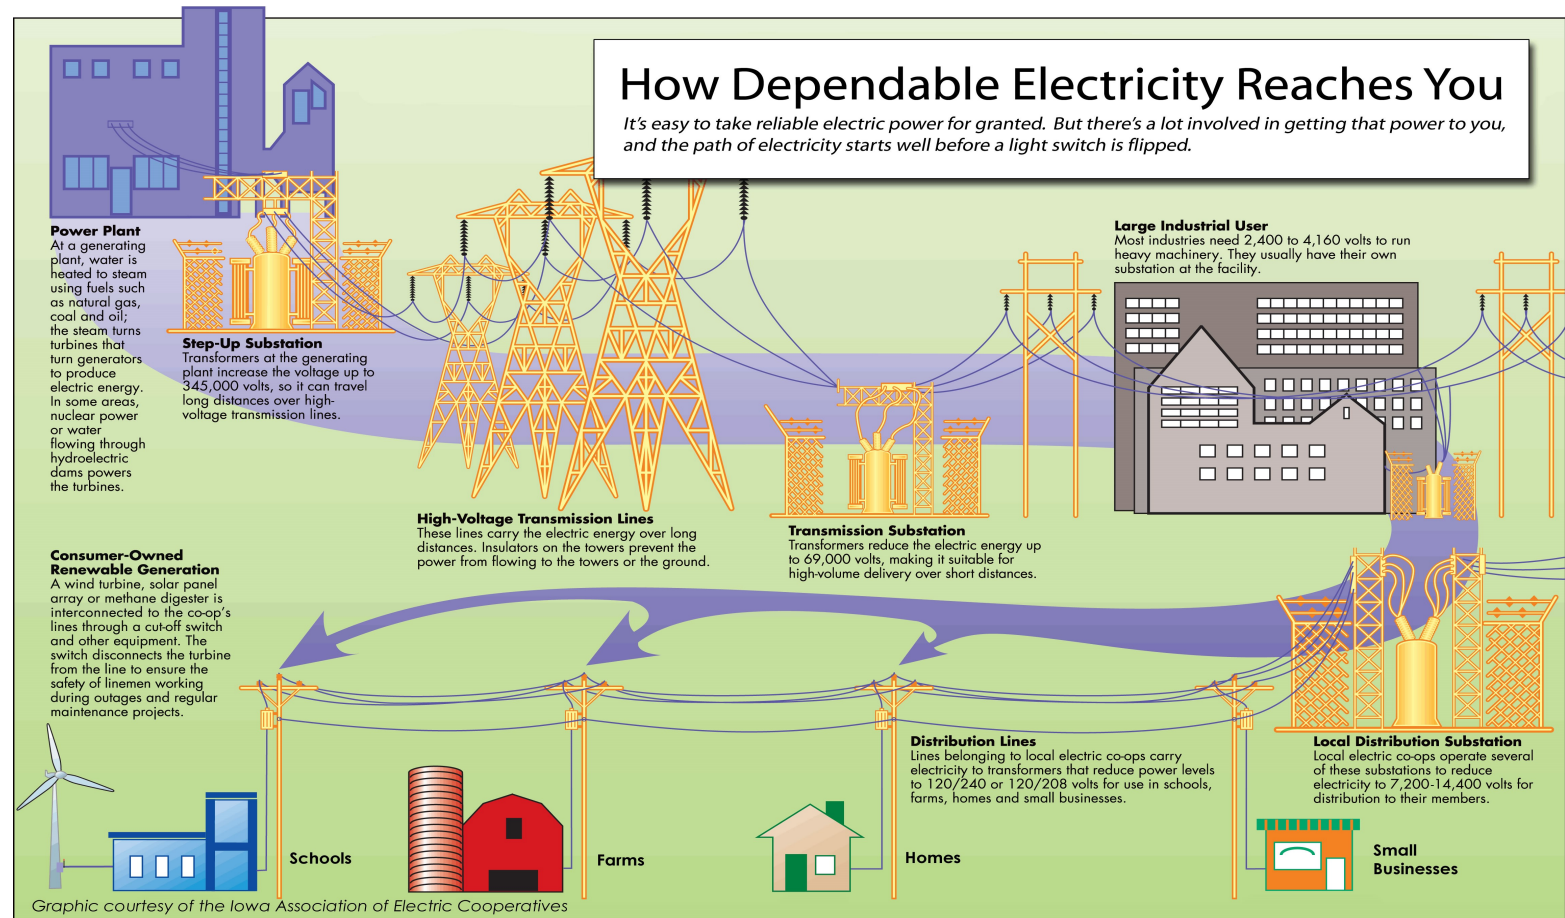 How Dependable Electricity Reaches You
It's easy to take reliable electric power for granted. But there's a lot involved in getting that power to you,
and the path of electricity starts well before a light switch is flipped.
Power Plant
At a generating
plant, water is
heated to steam
using fuels such
as natural gas,
coal and oil;
the steam turns
turbines that
turn generators
to produce
electric energy.
In some areas,
nuclear power
or water
flowing through
hydroelectric
dams powers
the turbines.
Step-Up Substation
Transformers at the generating
plant increase the voltage up to
345,000 volts, so it can travel
long distances over high-
voltage transmission lines.
High-Voltage Transmission Lines
These lines carry the electric energy over long
distances. Insulators on the towers prevent the
power from flowing to the towers or the ground.
Transmission Substation
Transformers reduce the electric energy up
to 69,000 volts, making it suitable for
high-volume delivery over short distances.
Large Industrial User
Most industries need 2,400 to 4,160 volts to run
heavy machinery. They usually have their own
substation at the facility.
Consumer-Owned
Renewable Generation
A wind turbine, solar panel
array or methane digester is
interconnected to the co-op's
lines through a cut-off switch
and other equipment. The
switch disconnects the turbine
from the line to ensure the
safety of linemen working
during outages and regular
maintenance projects.
Distribution Lines
Lines belonging to local electric co-ops carry
electricity to transformers that reduce power levels
to 120/240 or 120/208 volts for use in schools,
farms, homes and small businesses.
Local Distribution Substation
Local electric co-ops operate several
of these substations to reduce
electricity to 7,200-14,400 volts for
distribution to their members.
Schools
Farms
Homes
Small
Businesses
Graphic courtesy of the Iowa Association of Electric Cooperatives